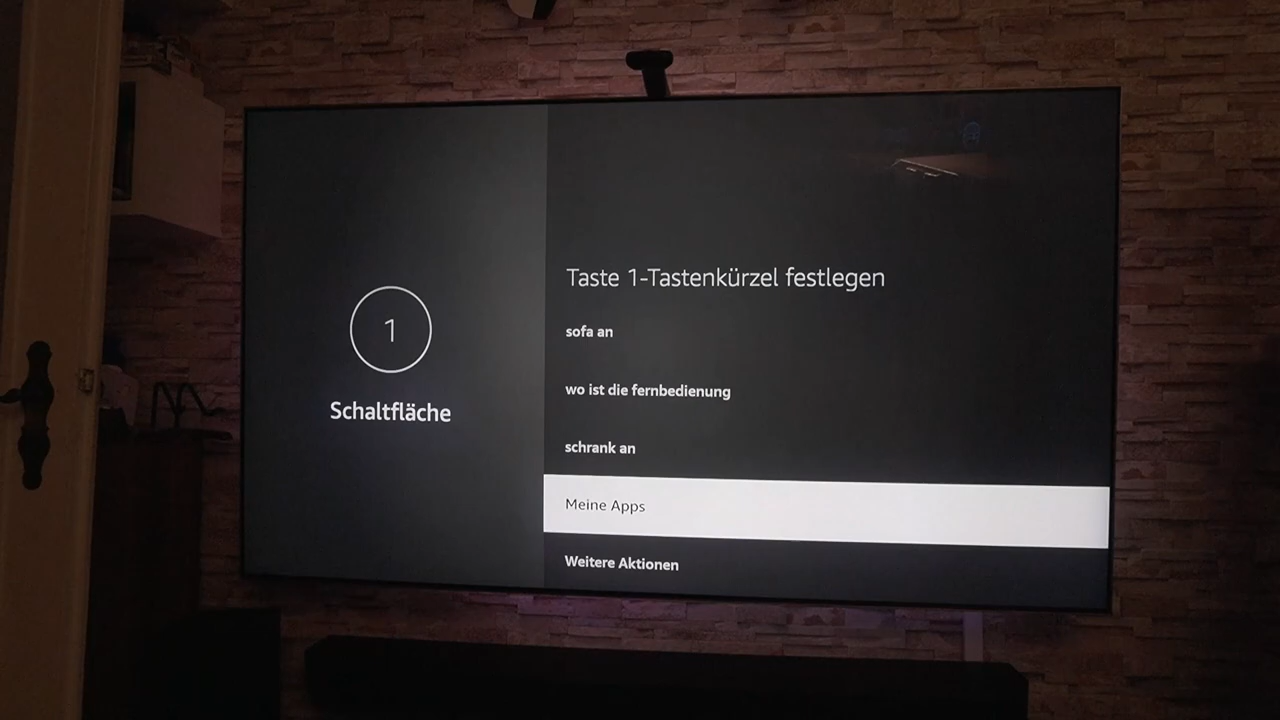 1
Schaltfläche
Taste 1-Tastenkürzel festlegen
sofa an
wo ist die fernbedienung
schrank an
Meine Apps
Weitere Aktionen